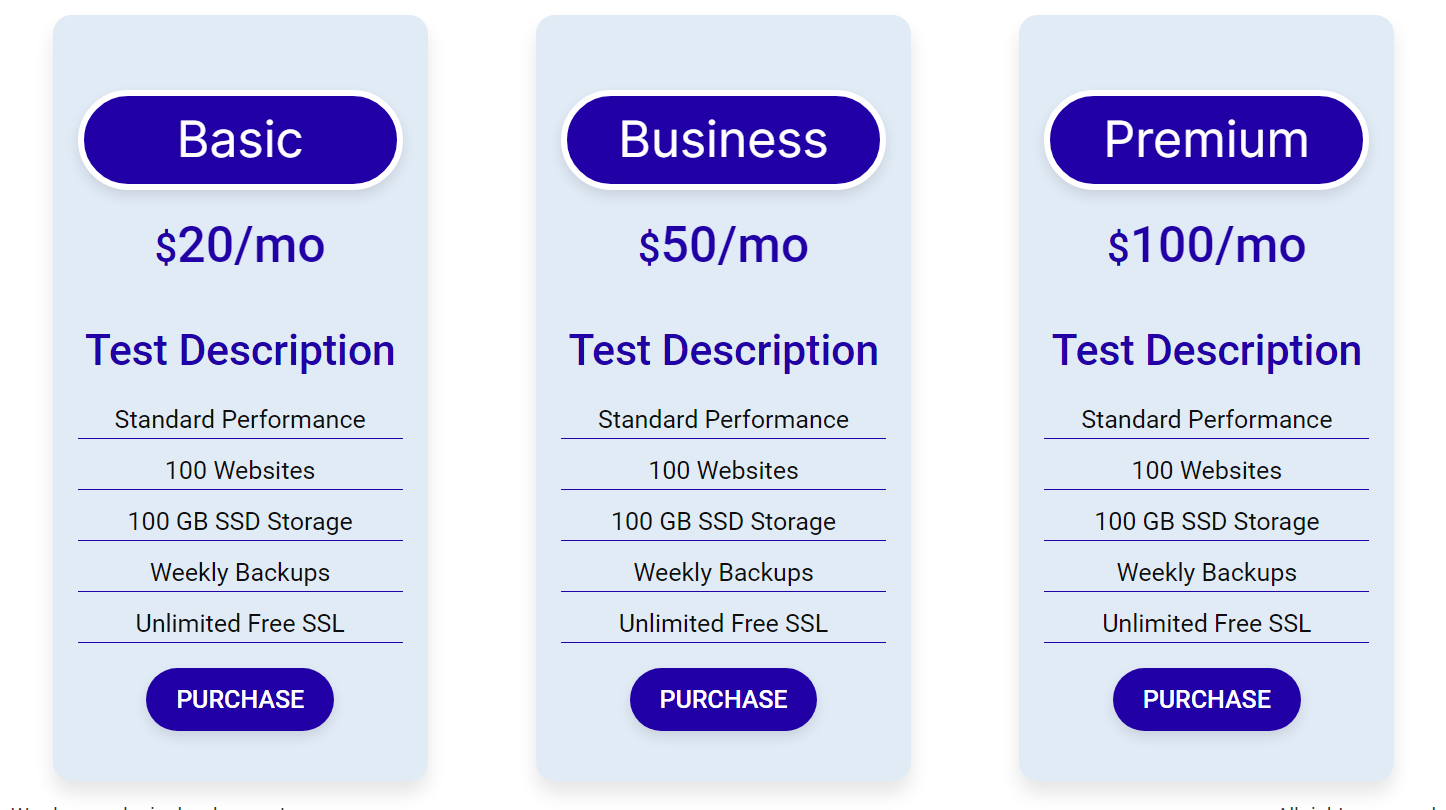 Basic
$20/mo
Test Description
Standard Performance
100 Websites
100 GB SSD Storage
Weekly Backups
Unlimited Free SSL
PURCHASE
Business
$50/mo
Test Description
Standard Performance
100 Websites
100 GB SSD Storage
Weekly Backups
Unlimited Free SSL
PURCHASE
Premium
$100/mo
Test Description
Standard Performance
100 Websites
100 GB SSD Storage
Weekly Backups
Unlimited Free SSL
PURCHASE